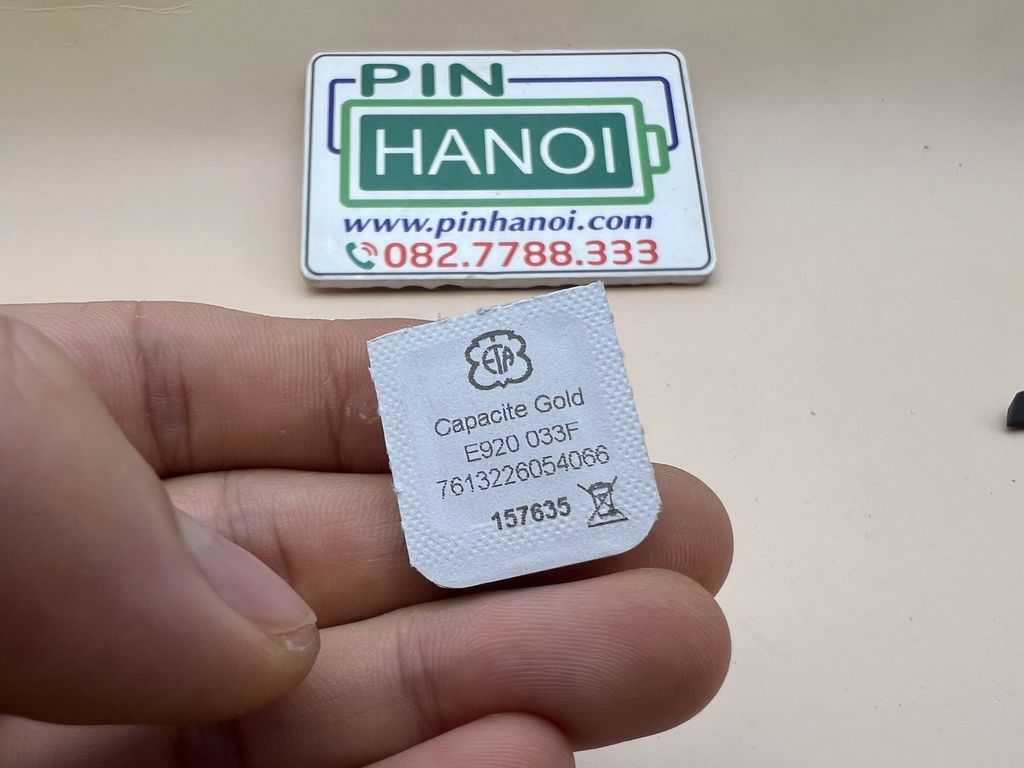 PIN
HANOI
www.pinhanoi.com
082.7788.333
ETA
Capacite Gold
E920 033F
7613226054066
157635